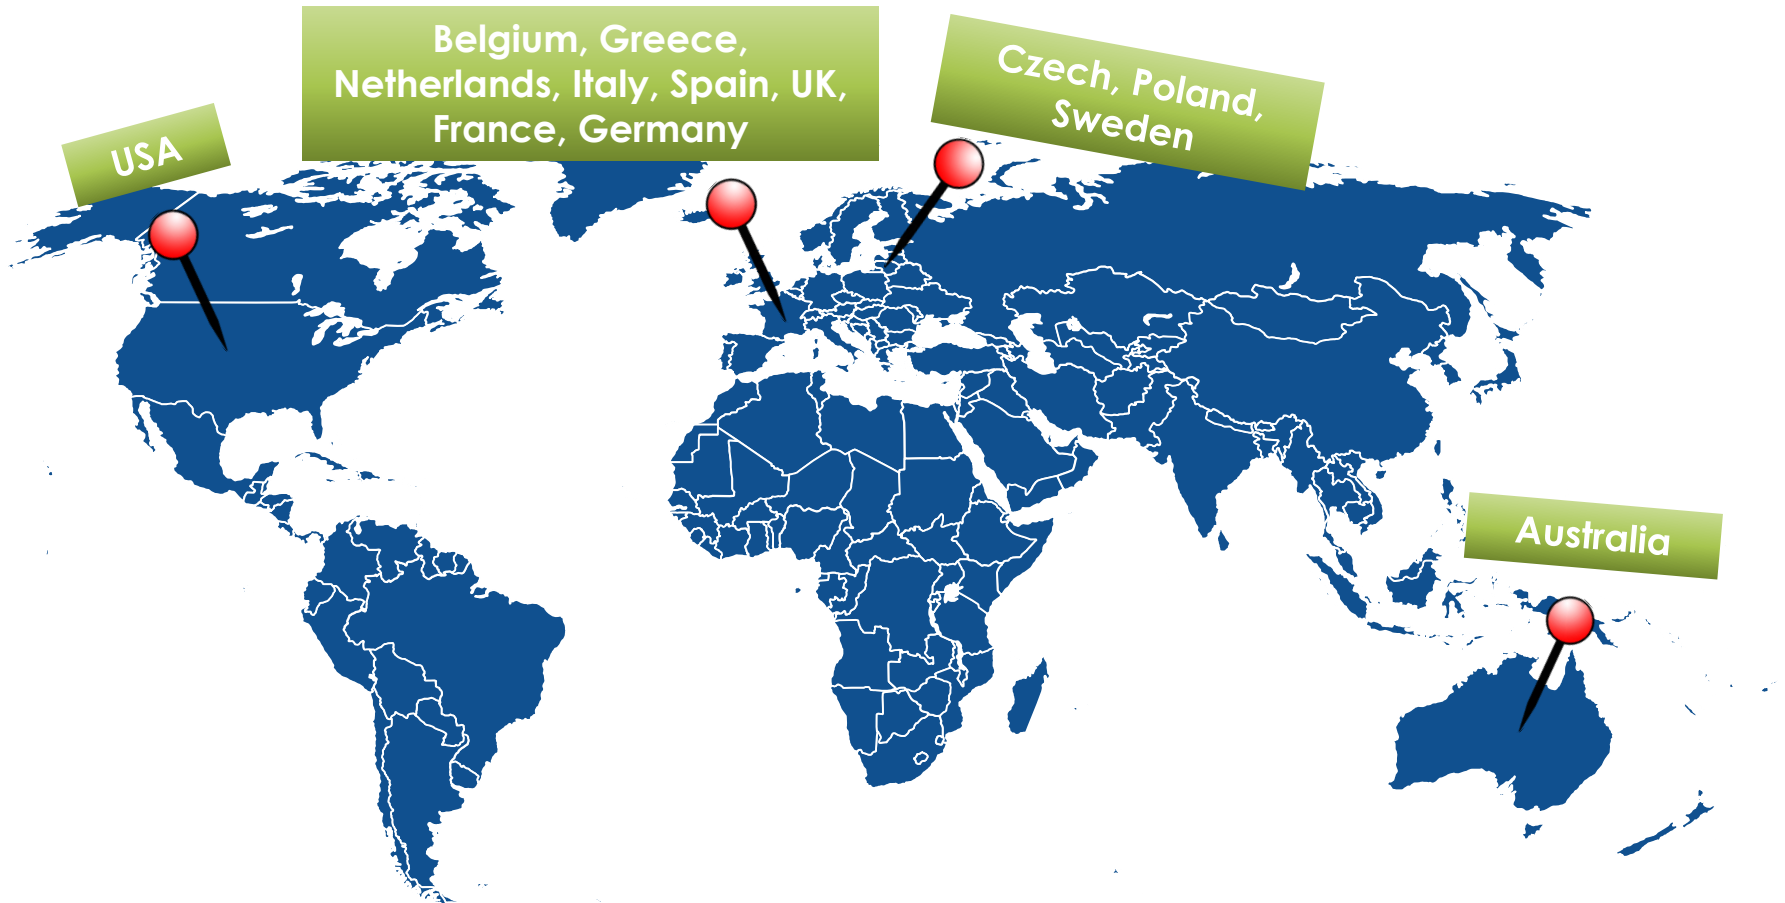 Belgium, Greece,
Netherlands, Italy, Spain, UK,
France, Germany
Czech, Poland,
Sweden
USA
Australia